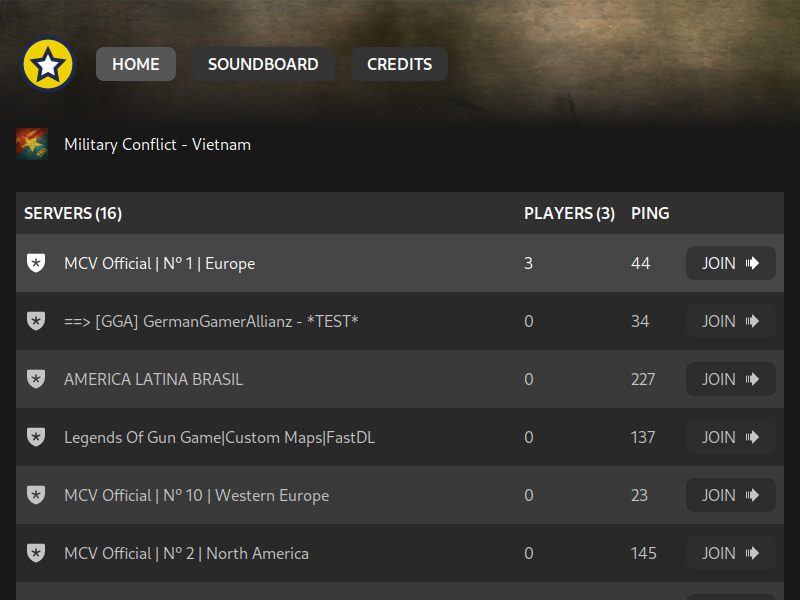 HOME SOUNDBOARD CREDITS
Military Conflict - Vietnam
SERVERS (16) PLAYERS (3) PING
MCV Official | Nº 1 | Europe 3 44 JOIN
==> [GGA] GermanGamerAllianz - *TEST* 0 34 JOIN
AMERICA LATINA BRASIL 0 227 JOIN
Legends Of Gun Game|Custom Maps|FastDL 0 137 JOIN
MCV Official | Nº 10 | Western Europe 0 23 JOIN
MCV Official | Nº 2 | North America 0 145 JOIN